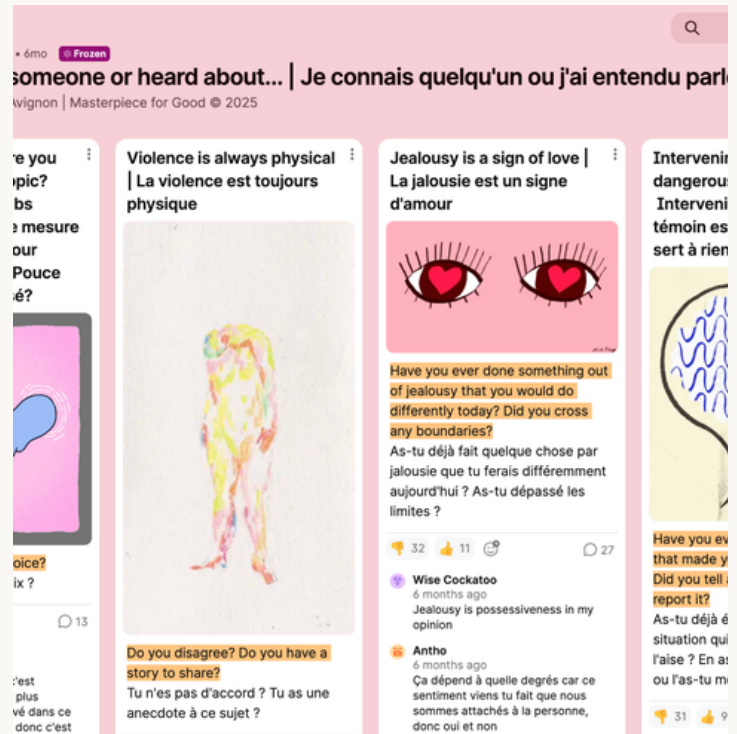 • 6mo Frozen
someone or heard about... | Je connais quelqu'un ou j'ai entendu parl
Avignon | Masterpiece for Good © 2025
re you
opic?
bs
e mesure
our
Pouce
sé?
oice?
ix ?
13
c'est
plus
vé dans ce
donc c'est
Violence is always physical
| La violence est toujours
physique
Do you disagree? Do you have a
story to share?
Tu n'es pas d'accord ? Tu as une
anecdote à ce sujet ?
Jealousy is a sign of love |
La jalousie est un signe
d'amour
Have you ever done something out
of jealousy that you would do
differently today? Did you cross
any boundaries?
As-tu déjà fait quelque chose par
jalousie que tu ferais différemment
aujourd'hui ? As-tu dépassé les
limites ?
32 11 27
Wise Cockatoo
6 months ago
Jealousy is possessiveness in my
opinion
Antho
6 months ago
Ça dépend à quelle degrés car ce
sentiment viens tu fait que nous
sommes attachés à la personne,
donc oui et non
Intervenin
dangerous
Interveni
témoin es
sert à rien
Have you ev
that made y
Did you tell a
report it?
As-tu déjà é
situation qui
l'aise ? En as
ou l'as-tu m
31 9